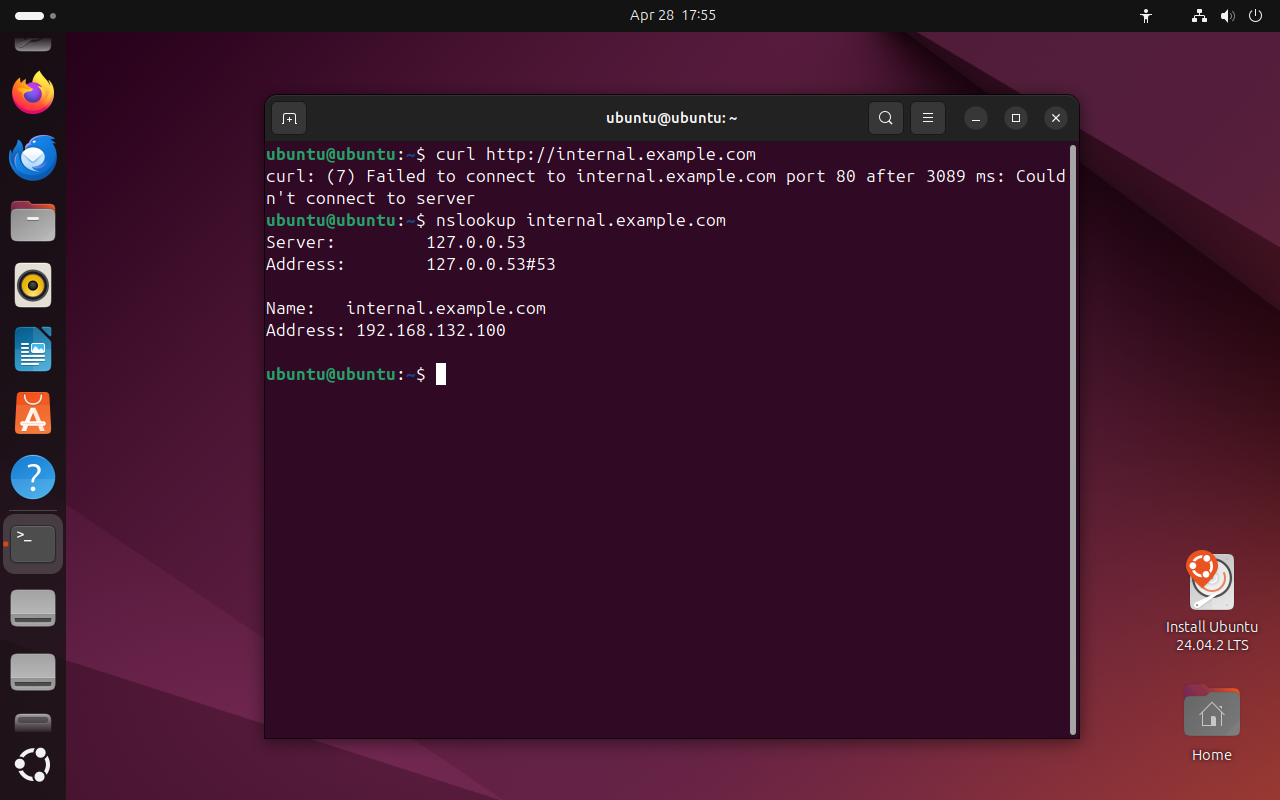 Apr 28 17:55
ubuntu@ubuntu: ~
ubuntu@ubuntu:~$ curl http://internal.example.com
curl: (7) Failed to connect to internal.example.com port 80 after 3089 ms: Coul
dn't connect to server
ubuntu@ubuntu:~$ nslookup internal.example.com
Server:         127.0.0.53
Address:        127.0.0.53#53

Name:   internal.example.com
Address: 192.168.132.100

ubuntu@ubuntu:~$
>_
Install Ubuntu
24.04.2 LTS
Home